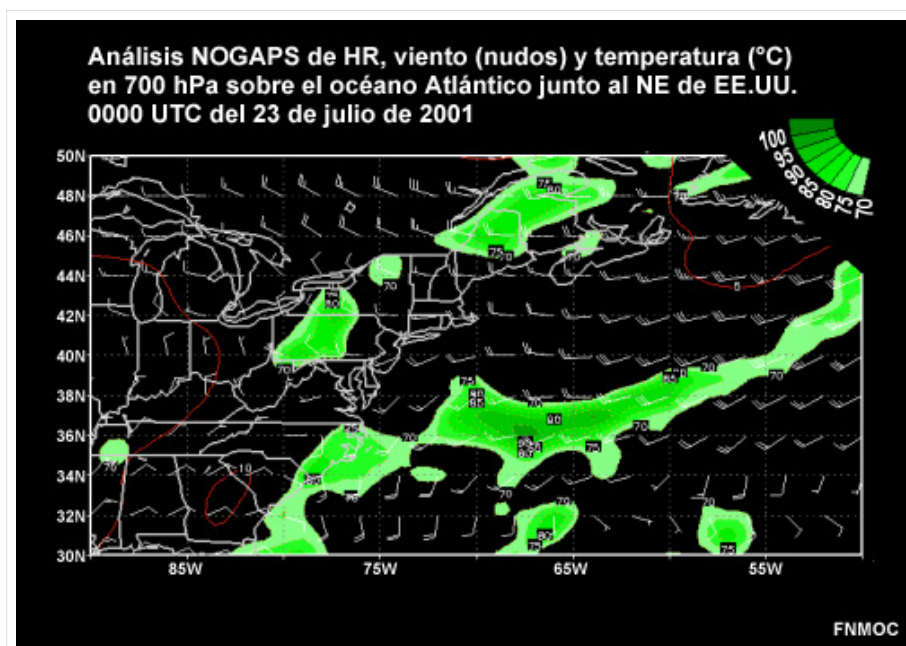 Análisis NOGAPS de HR, viento (nudos) y temperatura (°C)
en 700 hPa sobre el océano Atlántico junto al NE de EE.UU.
0000 UTC del 23 de julio de 2001
100
95
90
85
80
75
70
50N
48N
46N
44N
42N
40N
38N
36N
34N
32N
30N
85W
75W
65W
55W
FNMOC